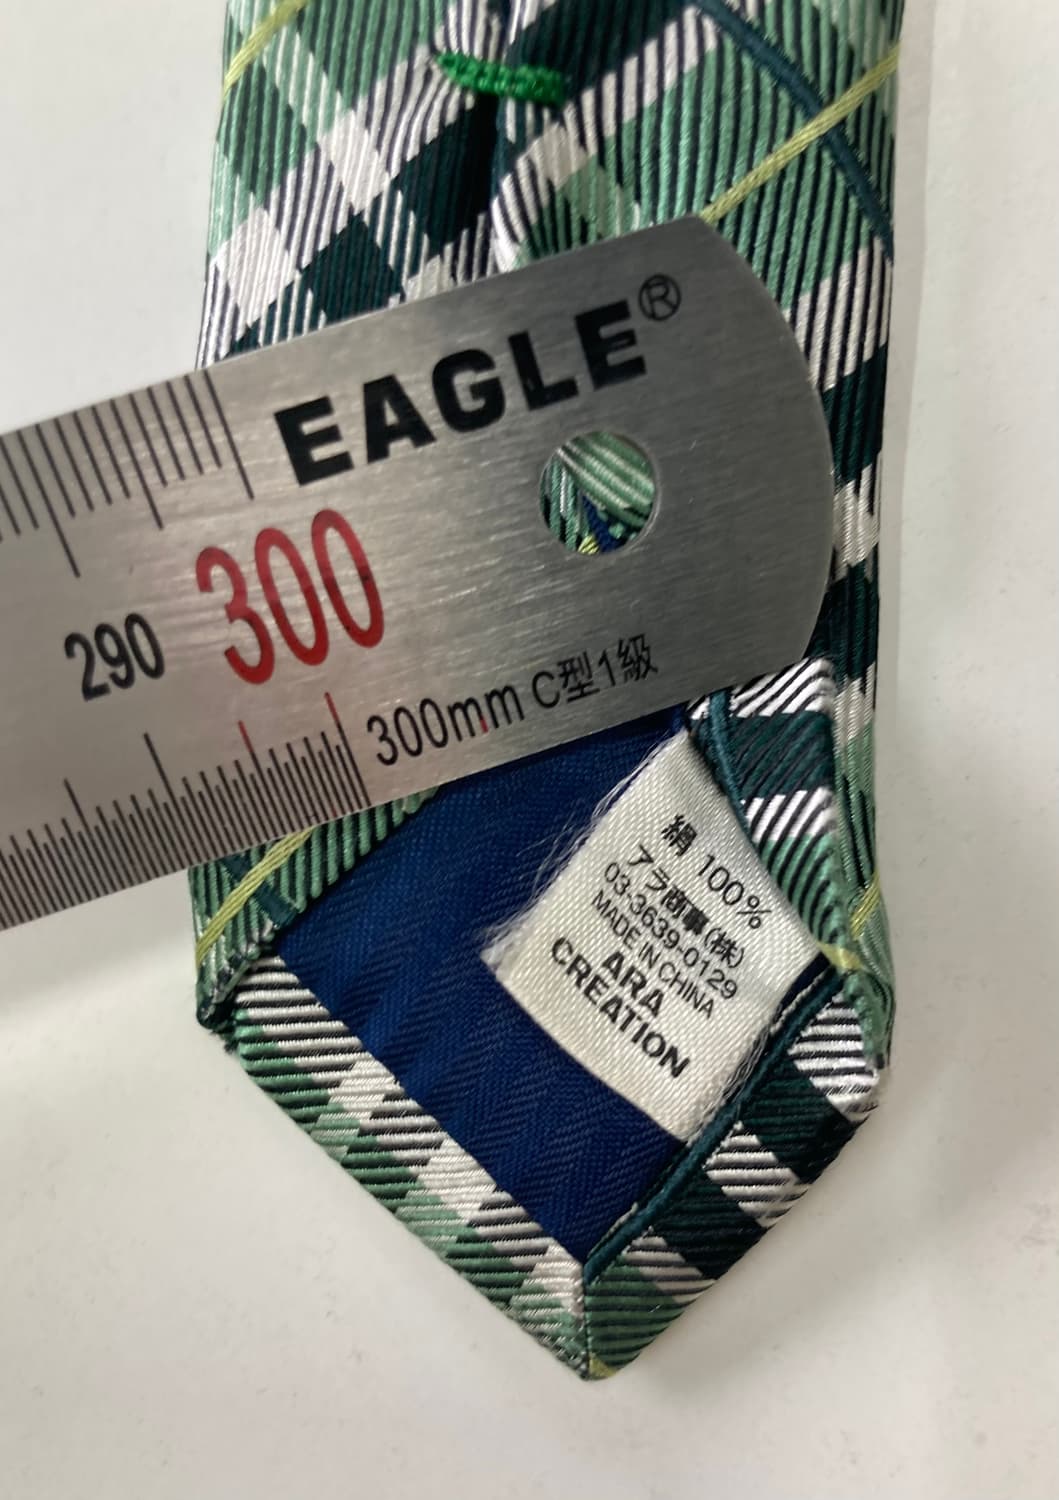 EAGLE®
290 300
300mm C型1級
絹 100%
アラ商事(株)
03-3639-0129
MADE IN CHINA
ARA
CREATION